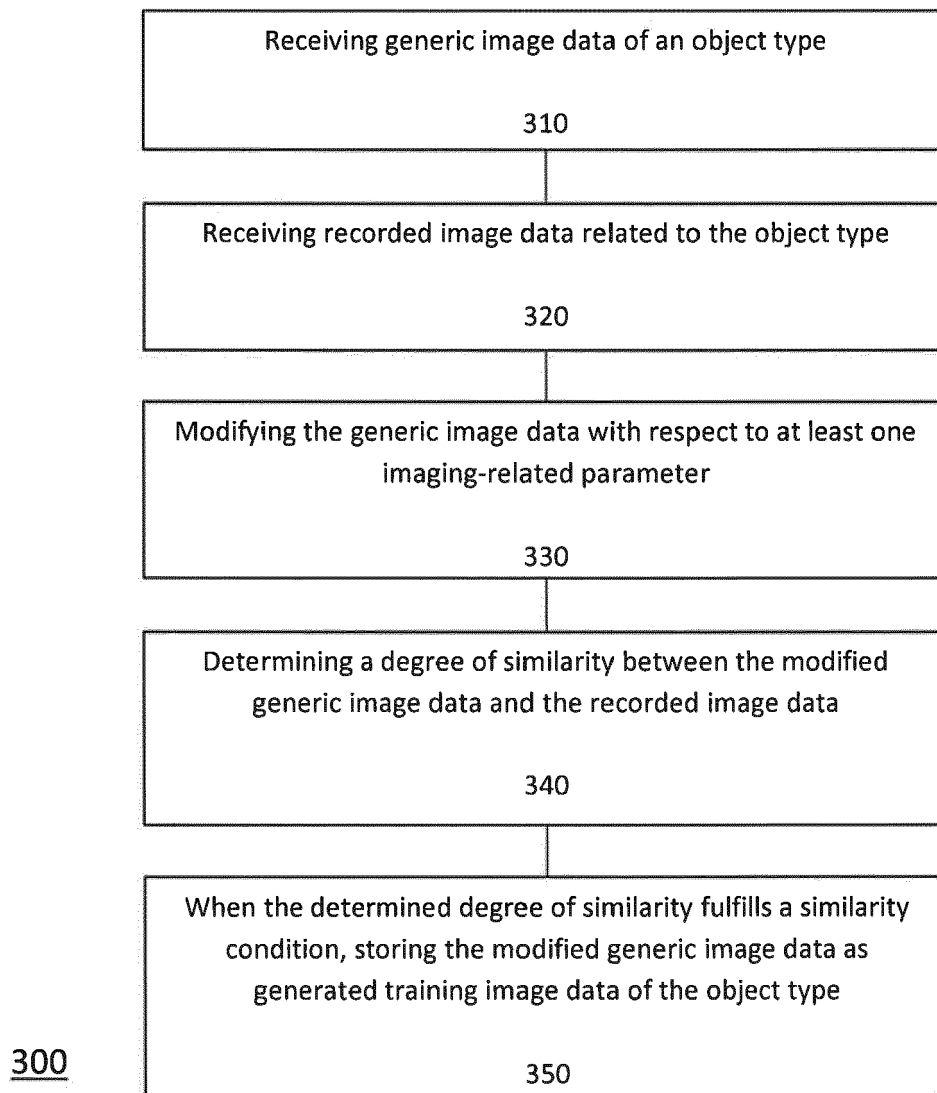 Receiving generic image data of an object type
310
Receiving recorded image data related to the object type
320
Modifying the generic image data with respect to at least one
imaging-related parameter
330
Determining a degree of similarity between the modified
generic image data and the recorded image data
340
When the determined degree of similarity fulfills a similarity
condition, storing the modified generic image data as
generated training image data of the object type
350
300